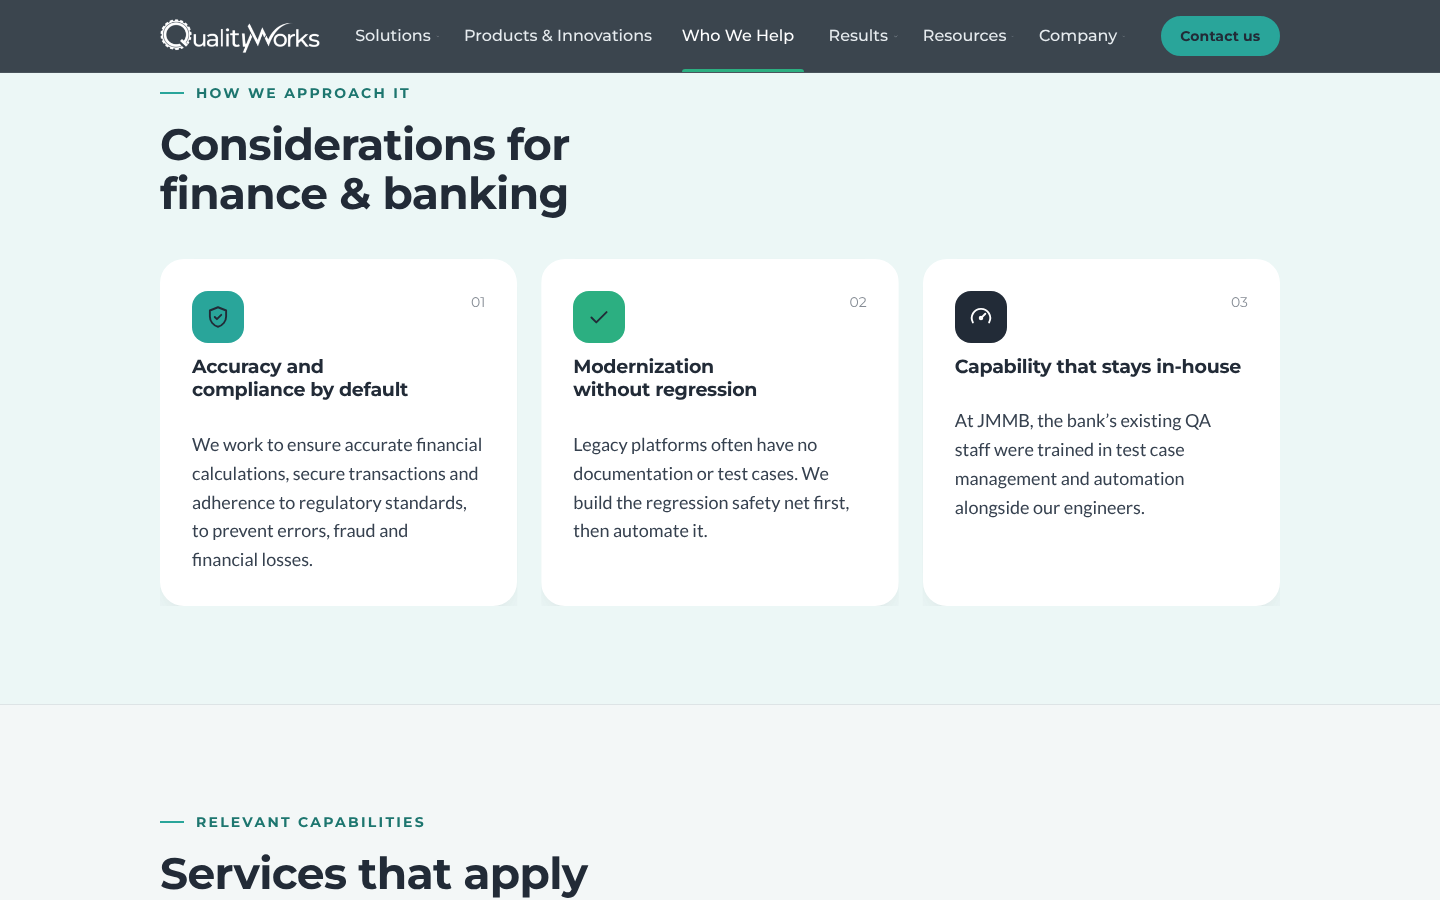 QualityWorks
Solutions
Products & Innovations
Who We Help
Results
Resources
Company
Contact us
HOW WE APPROACH IT
Considerations for
finance & banking
01
Accuracy and
compliance by default
We work to ensure accurate financial
calculations, secure transactions and
adherence to regulatory standards,
to prevent errors, fraud and
financial losses.
02
Modernization
without regression
Legacy platforms often have no
documentation or test cases. We
build the regression safety net first,
then automate it.
03
Capability that stays in-house
At JMMB, the bank’s existing QA
staff were trained in test case
management and automation
alongside our engineers.
RELEVANT CAPABILITIES
Services that apply